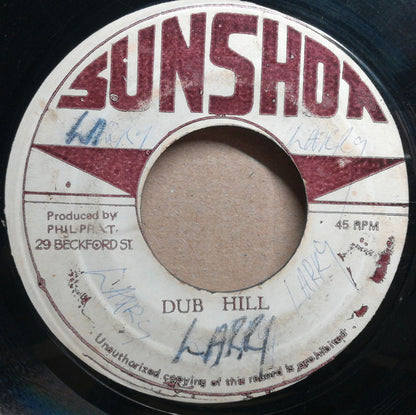 SUNSHOT
LARRY
LARRY
Produced by
PHIL PRAT.
29 BECKFORD ST.
45 RPM
LARRY
LARRY
DUB HILL
LARRY
Unauthorized copying of this record is prohibited